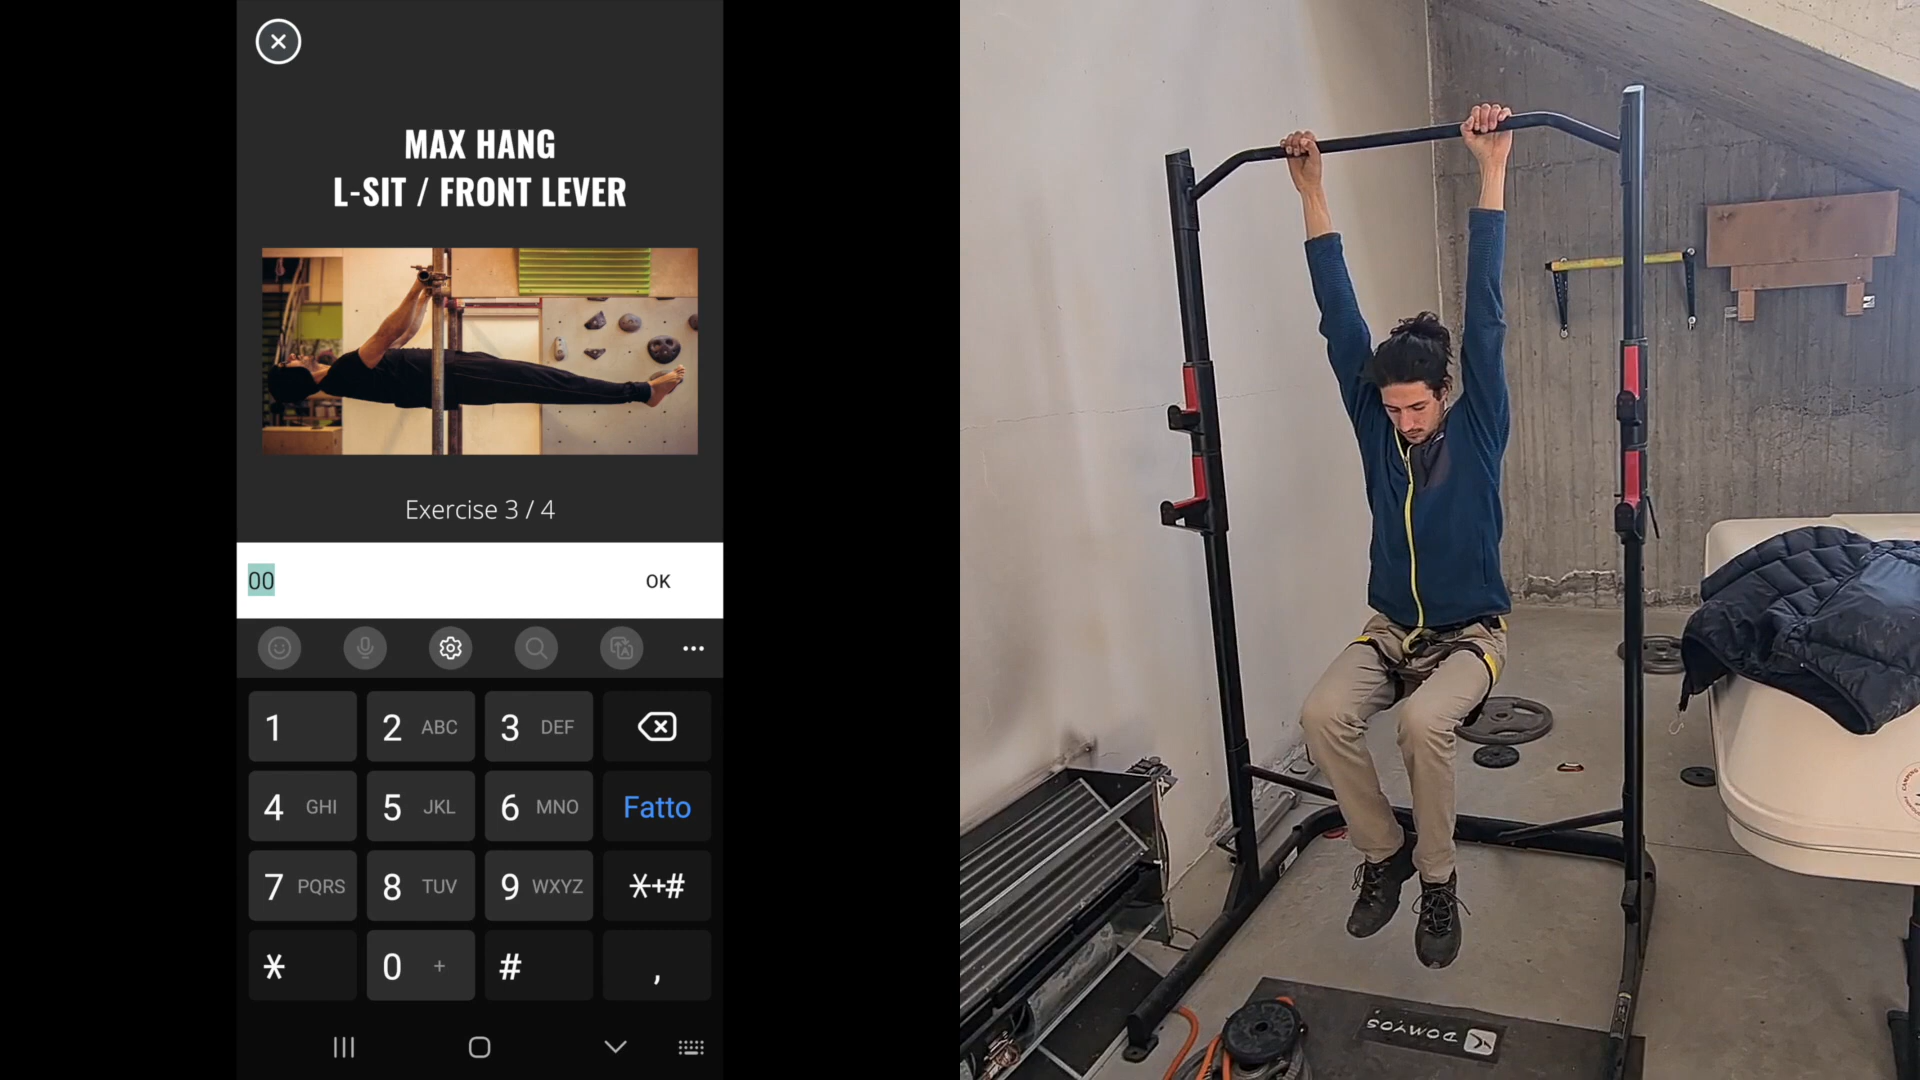 MAX HANG
L-SIT / FRONT LEVER
Exercise 3 / 4
00 OK
1 2 ABC 3 DEF
4 GHI 5 JKL 6 MNO Fatto
7 PQRS 8 TUV 9 WXYZ *+#
* 0 + # ,
DOMYOS